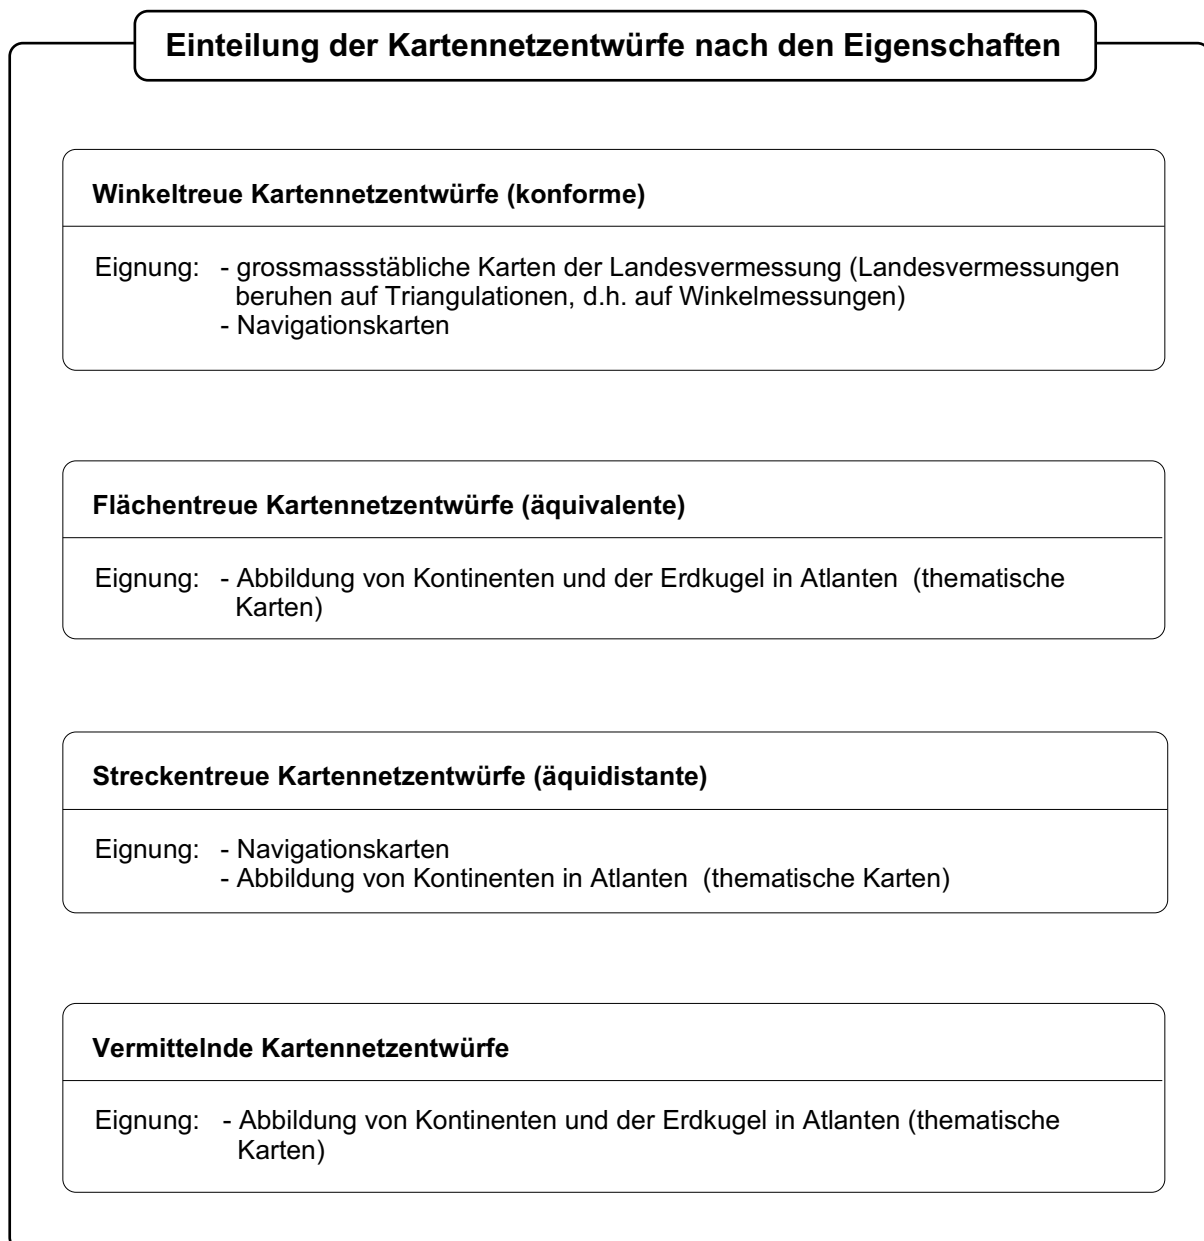 Einteilung der Kartennetzentwürfe nach den Eigenschaften
Winkeltreue Kartennetzentwürfe (konforme)
Eignung: - grossmassstäbliche Karten der Landesvermessung (Landesvermessungen
beruhen auf Triangulationen, d.h. auf Winkelmessungen)
- Navigationskarten
Flächentreue Kartennetzentwürfe (äquivalente)
Eignung: - Abbildung von Kontinenten und der Erdkugel in Atlanten (thematische
Karten)
Streckentreue Kartennetzentwürfe (äquidistante)
Eignung: - Navigationskarten
- Abbildung von Kontinenten in Atlanten (thematische Karten)
Vermittelnde Kartennetzentwürfe
Eignung: - Abbildung von Kontinenten und der Erdkugel in Atlanten (thematische
Karten)